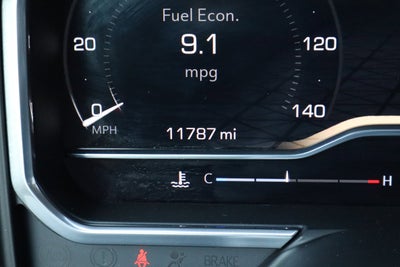 Fuel Econ.
20 9.1 120
mpg
0 140
MPH
11787 mi
C H
BRAKE